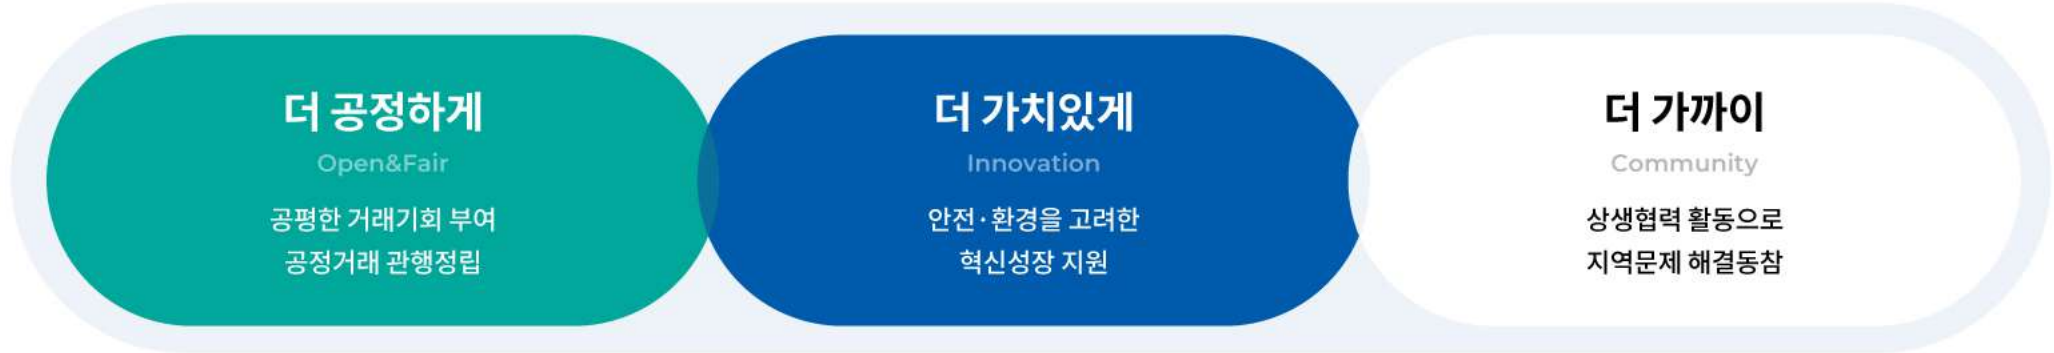 더 공정하게
Open&Fair
공평한 거래기회 부여
공정거래 관행정립
더 가치있게
Innovation
안전·환경을 고려한
혁신성장 지원
더 가까이
Community
상생협력 활동으로
지역문제 해결동참